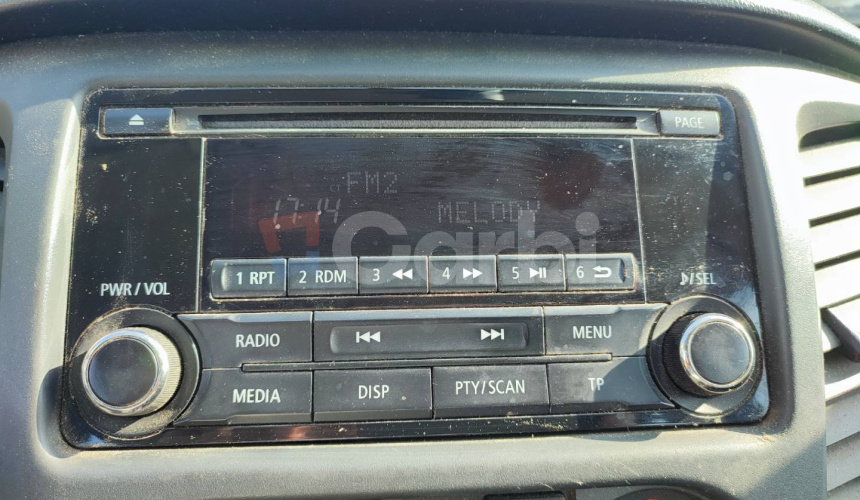 PAGE
FM2
17:14 MELODY
Carbi
1 RPT 2 RDM 3 4 5 6
PWR / VOL
♪/SEL
RADIO MENU
MEDIA DISP PTY/SCAN TP